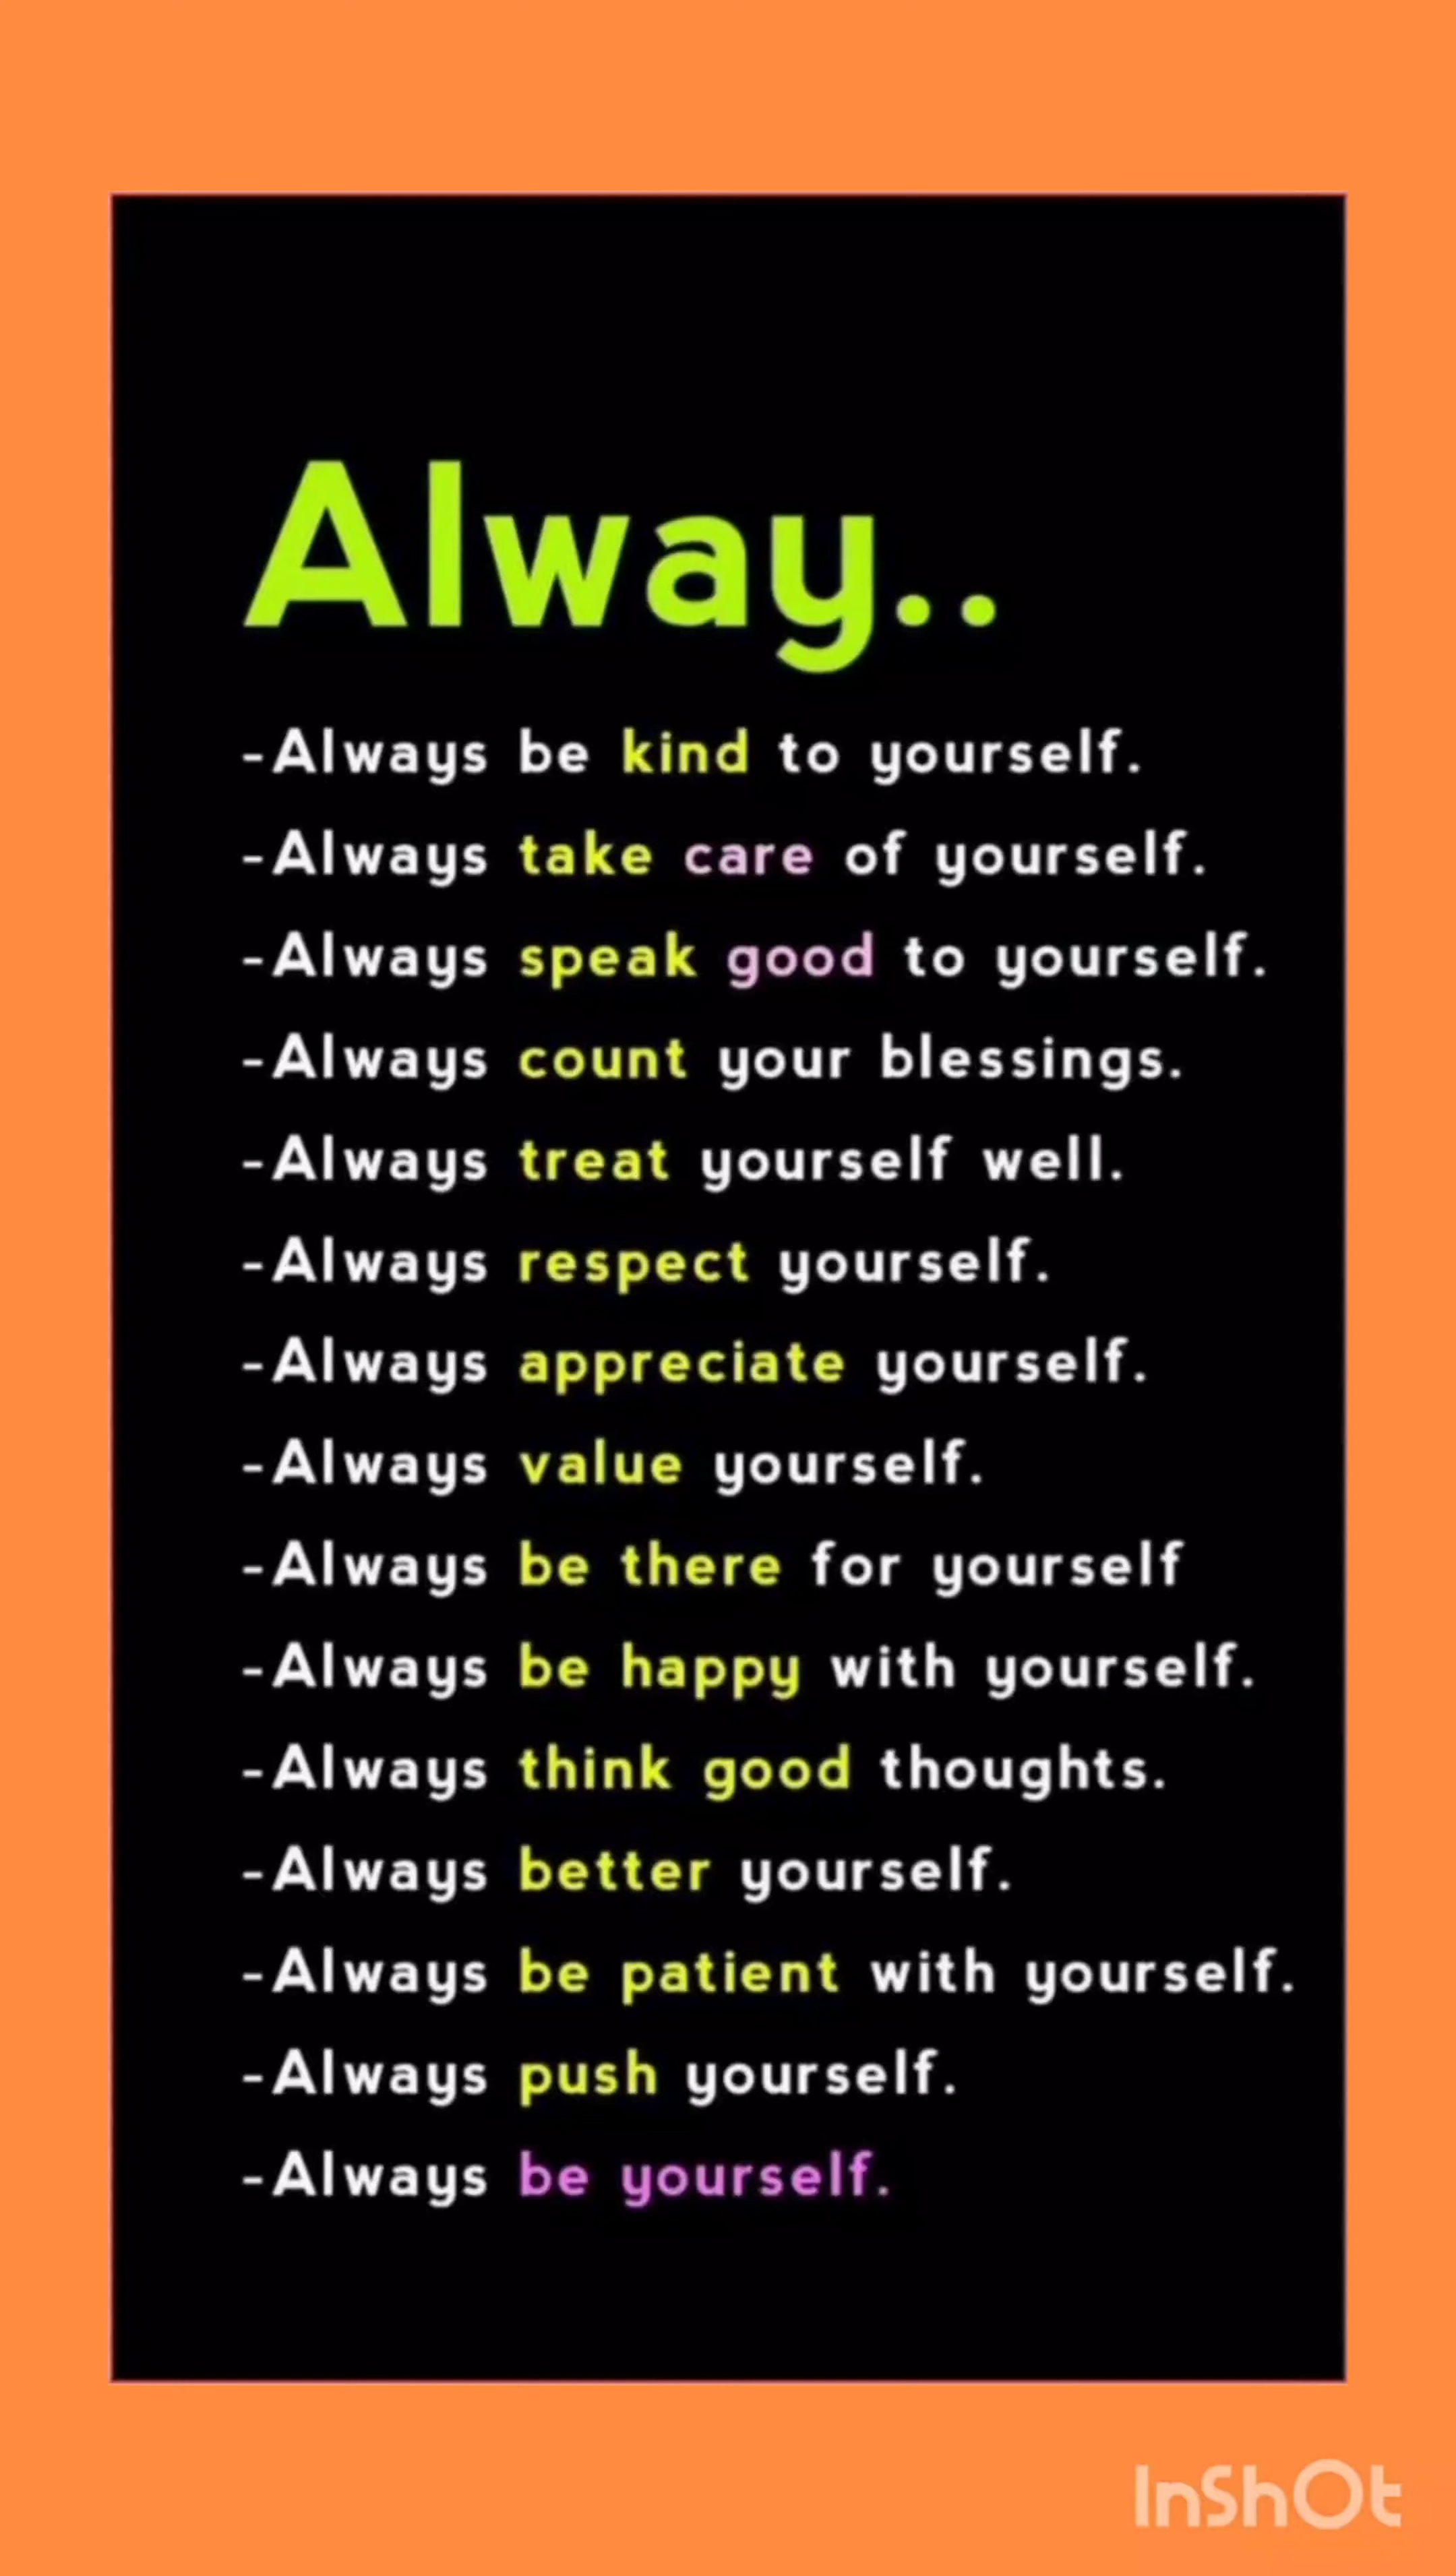 Alway..
-Always be kind to yourself.
-Always take care of yourself.
-Always speak good to yourself.
-Always count your blessings.
-Always treat yourself well.
-Always respect yourself.
-Always appreciate yourself.
-Always value yourself.
-Always be there for yourself
-Always be happy with yourself.
-Always think good thoughts.
-Always better yourself.
-Always be patient with yourself.
-Always push yourself.
-Always be yourself.
InShOt